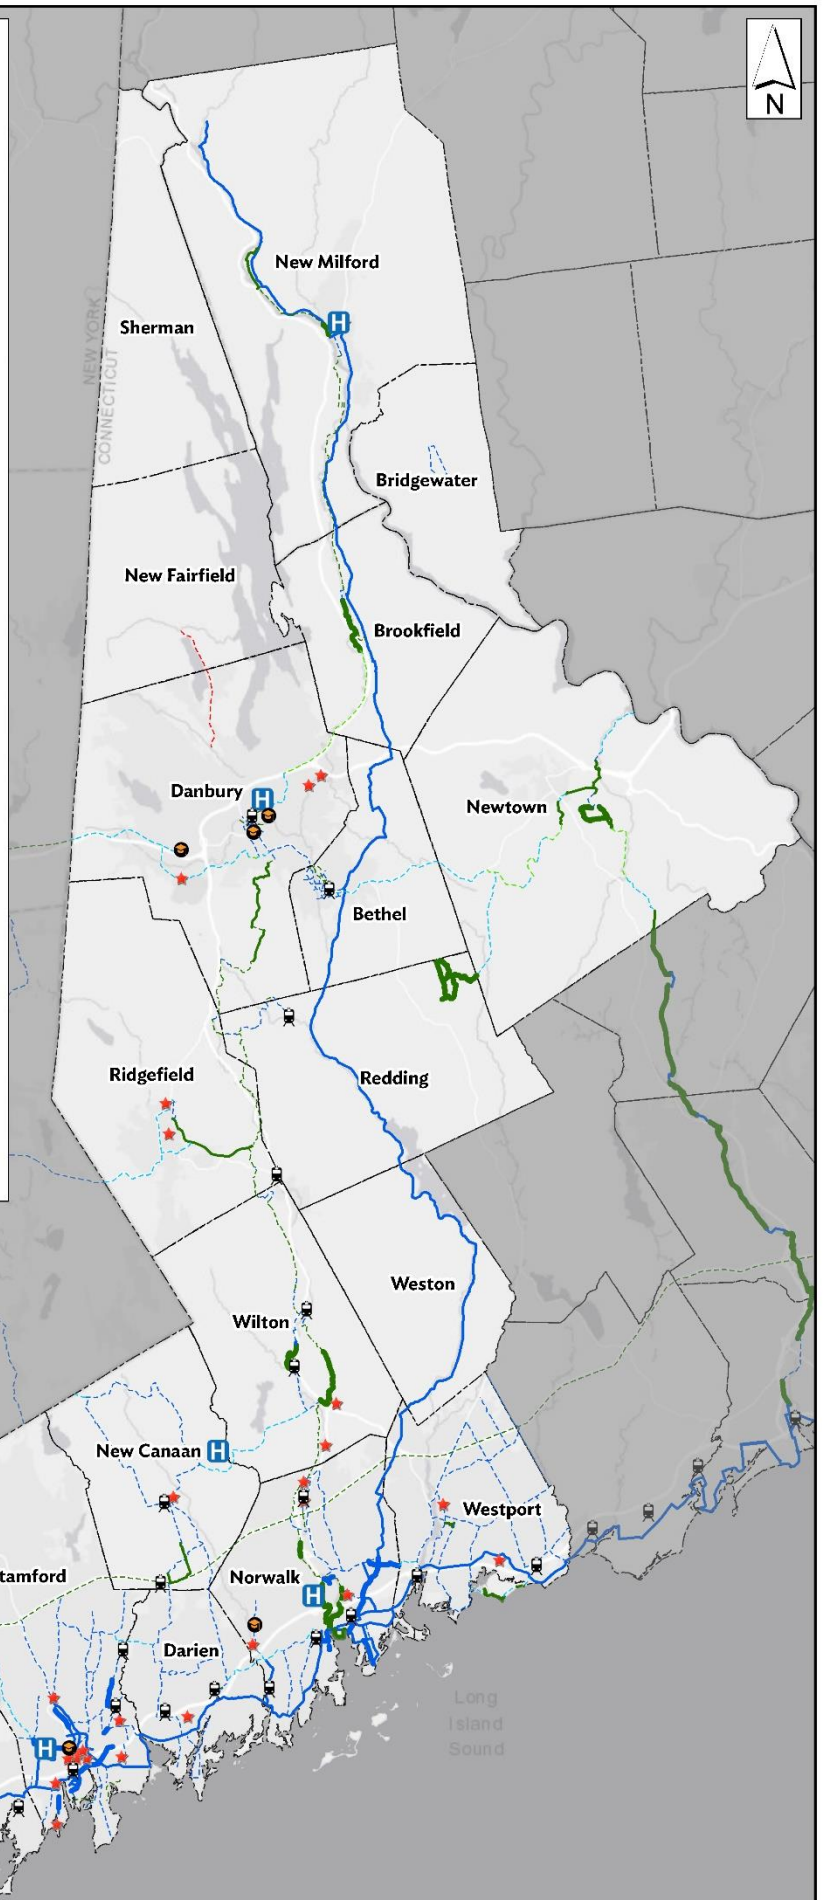 N
New Milford
H
Sherman
NEW YORK
CONNECTICUT
Bridgewater
New Fairfield
Brookfield
Danbury
H
Newtown
Bethel
Ridgefield
Redding
Weston
Wilton
New Canaan
H
Westport
tamford
Norwalk
H
Darien
Long
Island
Sound
H